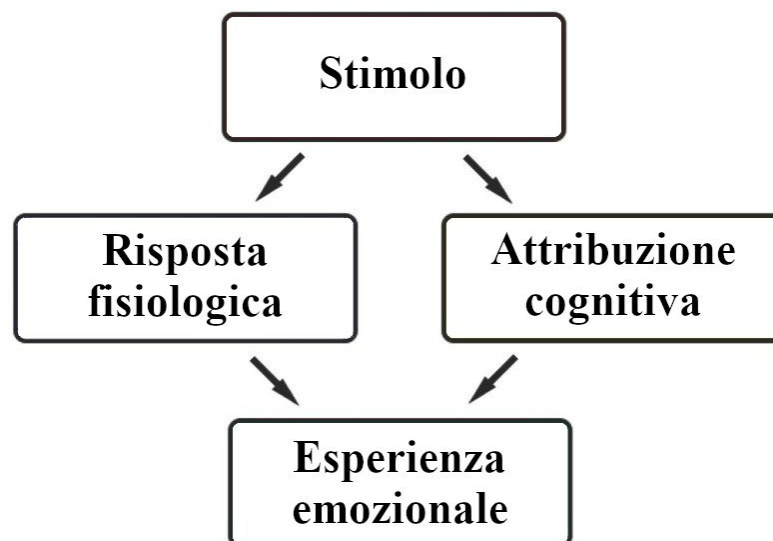 Stimolo
Risposta
fisiologica
Attribuzione
cognitiva
Esperienza
emozionale